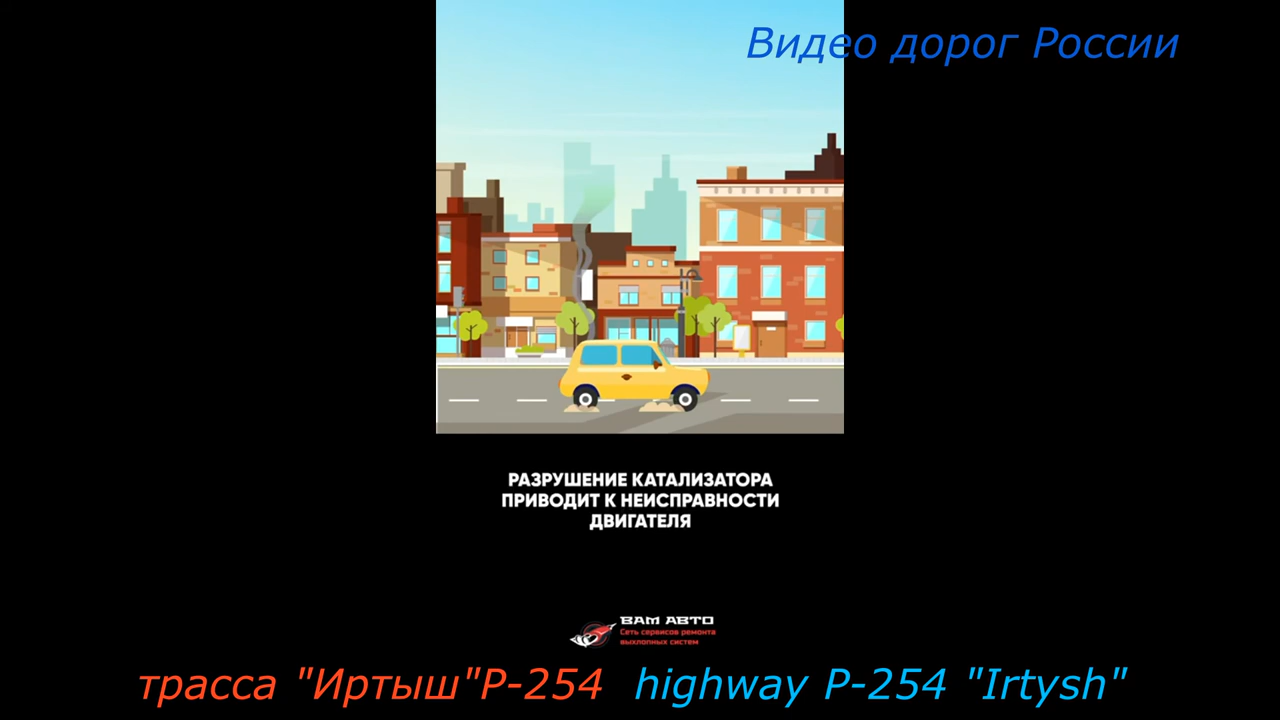 Видео дорог России
РАЗРУШЕНИЕ КАТАЛИЗАТОРА
ПРИВОДИТ К НЕИСПРАВНОСТИ
ДВИГАТЕЛЯ
ВАМ АВТО
Сеть сервисов ремонта
выхлопных систем
трасса "Иртыш"Р-254 highway P-254 "Irtysh"